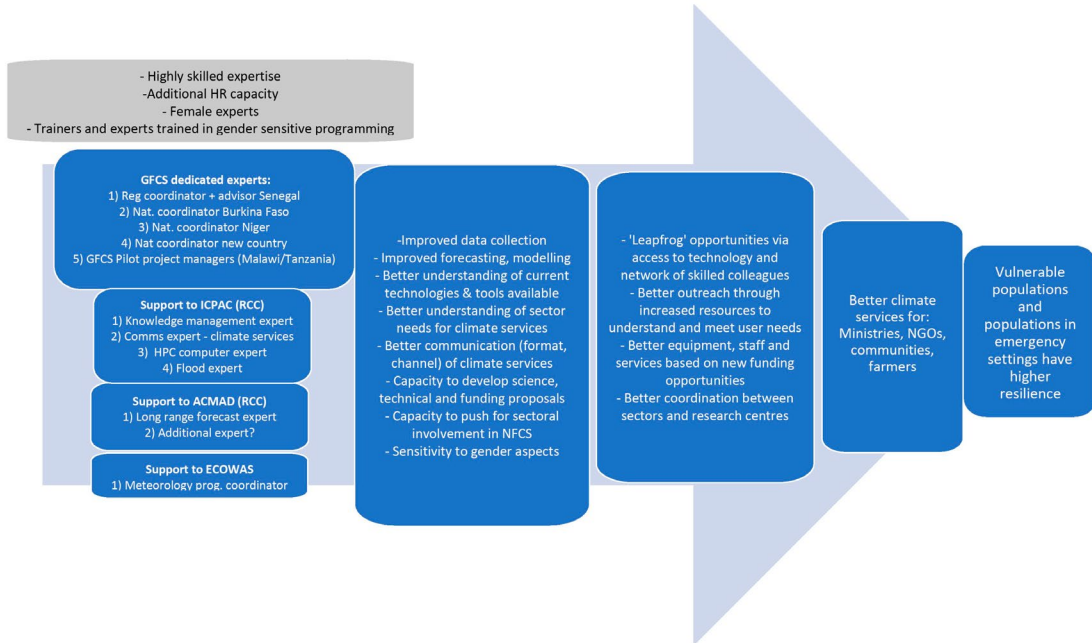 - Highly skilled expertise
-Additional HR capacity
- Female experts
- Trainers and experts trained in gender sensitive programming
GFCS dedicated experts:
1) Reg coordinator + advisor Senegal
2) Nat. coordinator Burkina Faso
3) Nat. coordinator Niger
4) Nat coordinator new country
5) GFCS Pilot project managers (Malawi/Tanzania)
Support to ICPAC (RCC)
1) Knowledge management expert
2) Comms expert - climate services
3) HPC computer expert
4) Flood expert
Support to ACMAD (RCC)
1) Long range forecast expert
2) Additional expert?
Support to ECOWAS
1) Meteorology prog. coordinator
-Improved data collection
- Improved forecasting, modelling
- Better understanding of current
technologies & tools available
- Better understanding of sector
needs for climate services
- Better communication (format,
channel) of climate services
- Capacity to develop science,
technical and funding proposals
- Capacity to push for sectoral
involvement in NFCS
- Sensitivity to gender aspects
- 'Leapfrog' opportunities via
access to technology and
network of skilled colleagues
- Better outreach through
increased resources to
understand and meet user needs
- Better equipment, staff and
services based on new funding
opportunities
- Better coordination between
sectors and research centres
Better climate
services for:
Ministries, NGOs,
communities,
farmers
Vulnerable
populations
and
populations in
emergency
settings have
higher
resilience